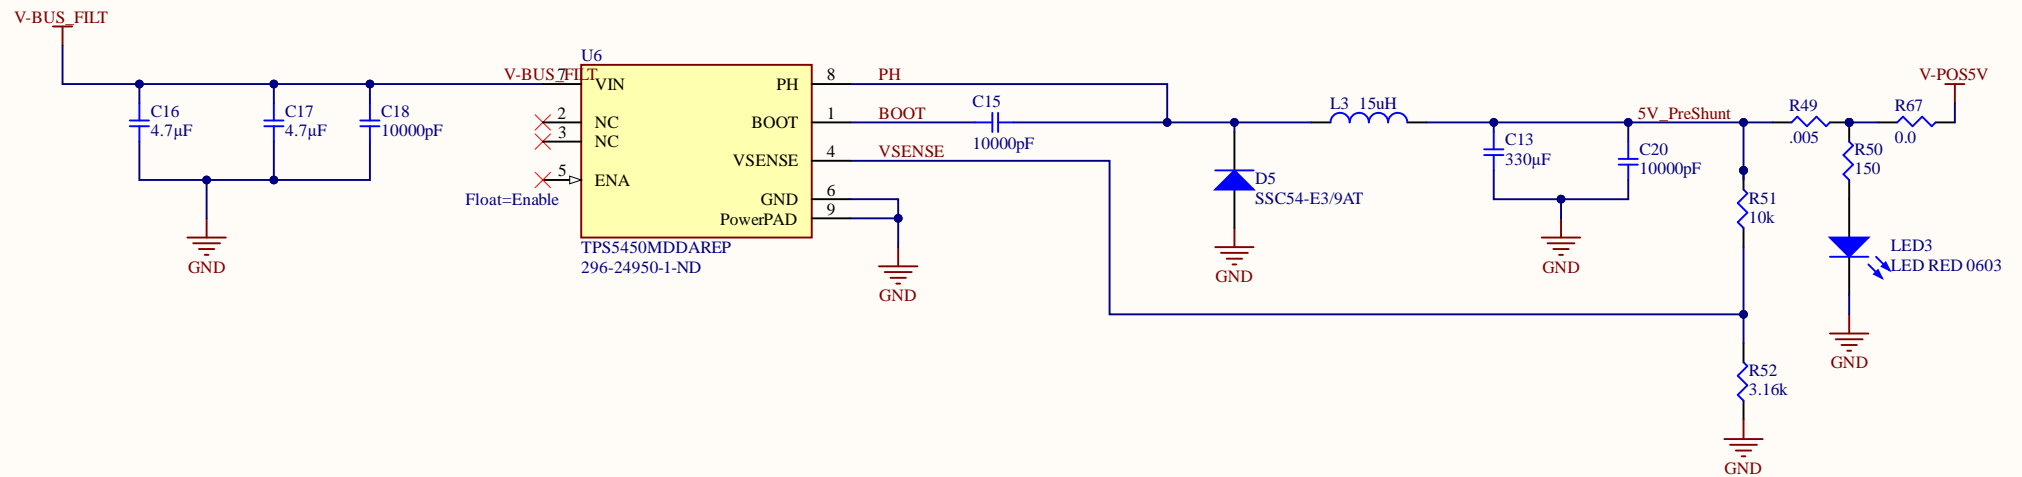 V-BUS_FILT
C16
4.7µF
C17
4.7µF
C18
10000pF
V-BUS_FILT
U6
7
VIN
2
NC
3
NC
5
ENA
Float=Enable
PH
8
PH
BOOT
1
BOOT
VSENSE
4
VSENSE
GND
6
PowerPAD
9
TPS5450MDDAREP
296-24950-1-ND
GND
GND
C15
10000pF
D5
SSC54-E3/9AT
GND
L3 15uH
C13
330µF
C20
10000pF
GND
5V_PreShunt
R49
.005
R67
0.0
V-POS5V
R50
150
R51
10k
LED3
LED RED 0603
GND
R52
3.16k
GND